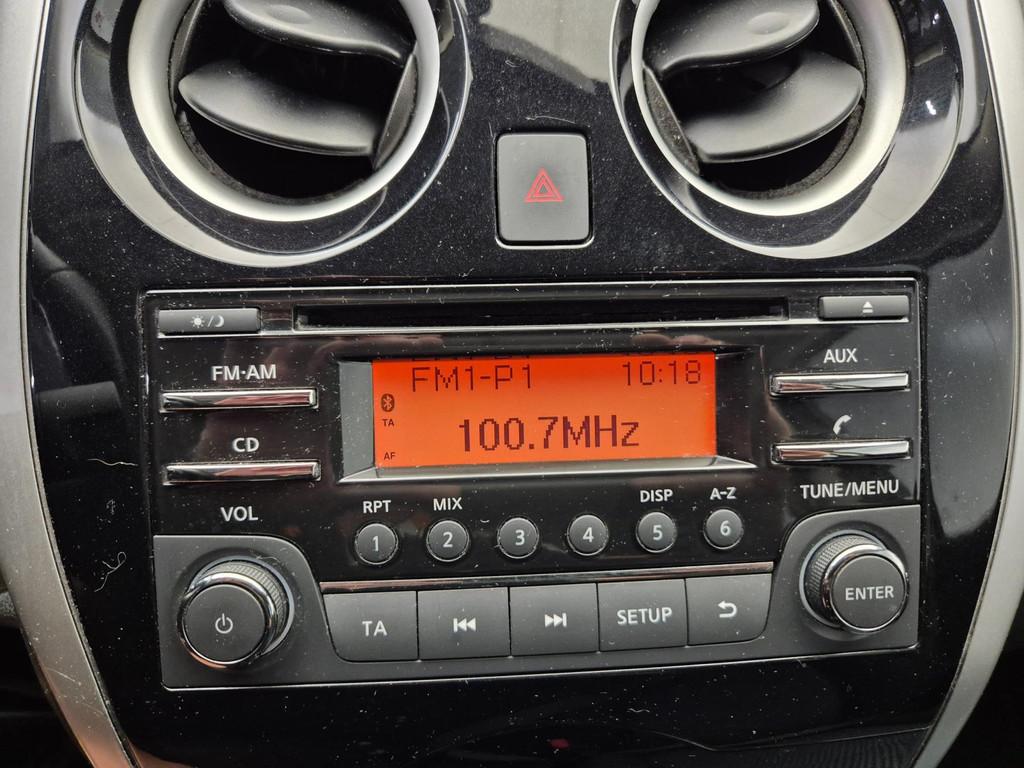 FM-AM
CD
VOL
FM1-P1 10:18
TA
AF
100.7MHz
AUX
TUNE/MENU
RPT MIX DISP A-Z
1 2 3 4 5 6
TA SETUP
ENTER